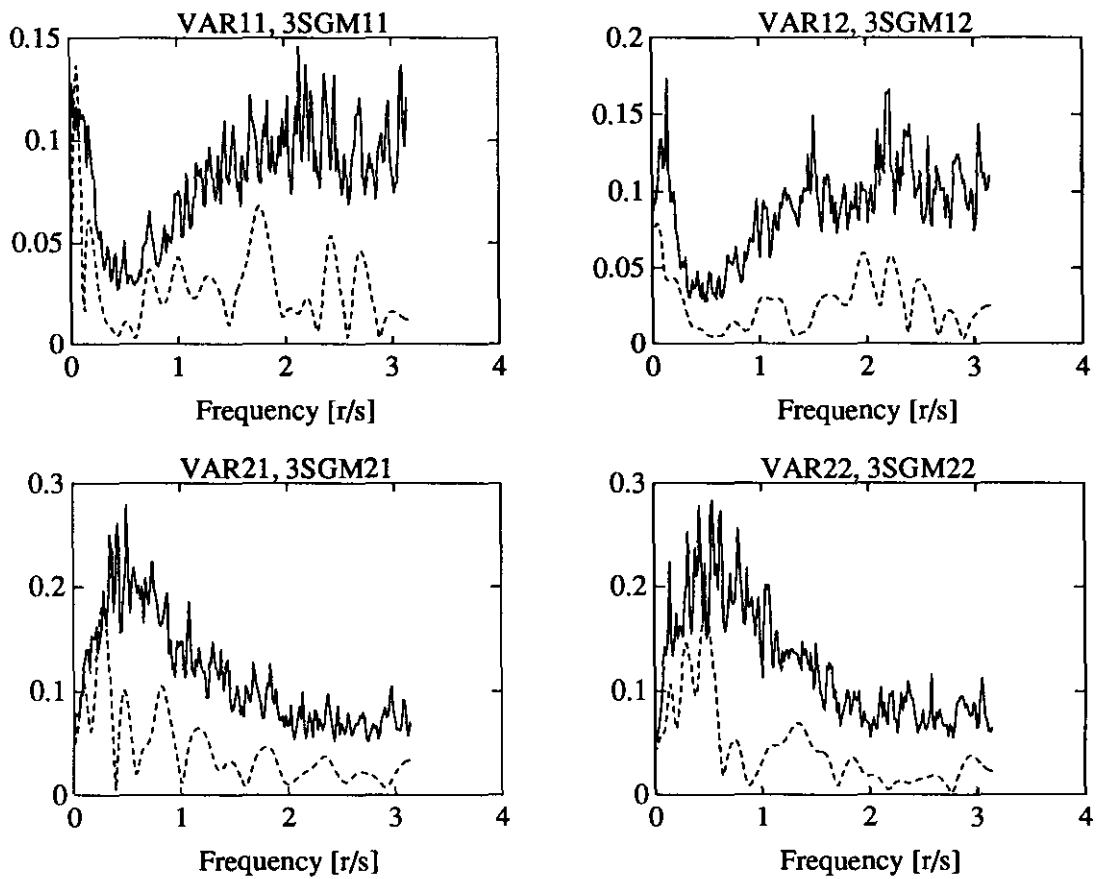 VAR11, 3SGM11
0.15
0.1
0.05
0
0 1 2 3 4
Frequency [r/s]
VAR12, 3SGM12
0.2
0.15
0.1
0.05
0
0 1 2 3 4
Frequency [r/s]
VAR21, 3SGM21
0.3
0.2
0.1
0
0 1 2 3 4
Frequency [r/s]
VAR22, 3SGM22
0.3
0.2
0.1
0
0 1 2 3 4
Frequency [r/s]